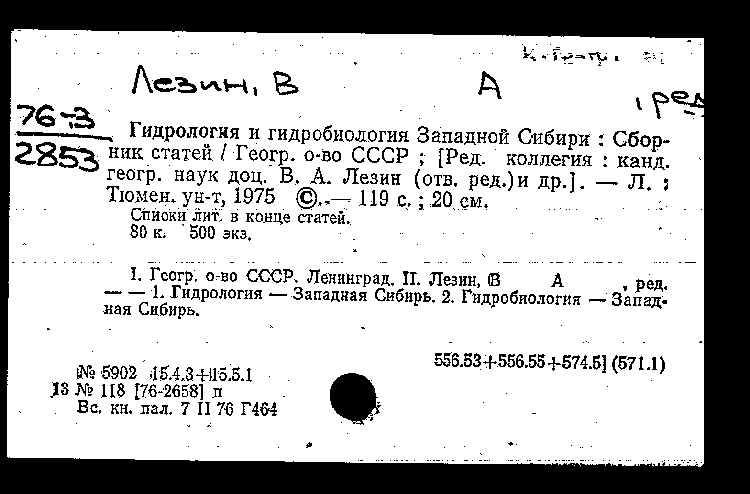 Лезин, В А , ред
76-3
2853
Гидрология и гидробиология Западной Сибири : Сбор-
ник статей / Геогр. о-во СССР ; [Ред. коллегия : канд.
геогр. наук доц. В. А. Лезин (отв. ред.) и др.]. — Л. ;
Тюмен. ун-т, 1975 ©. — 119 с. ; 20 см.
Списки лит. в конце статей.
80 к. 500 экз.
I. Геогр. о-во СССР. Ленинград. II. Лезин, В А , ред.
— — 1. Гидрология — Западная Сибирь. 2. Гидробиология — Запад-
ная Сибирь.
556.53+556.55+574.5] (571.1)
№ 5902 15.4.3+15.5.1
13 № 118 [76-2658] п
Вс. кн. пал. 7 II 76 Г464